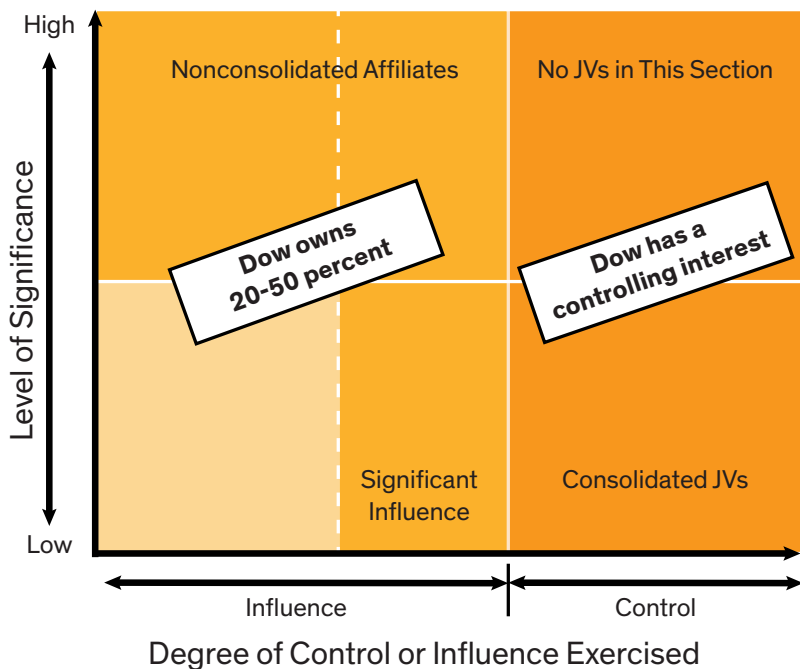 High
Nonconsolidated Affiliates
No JVs in This Section
Level of Significance
Dow owns
20-50 percent
Dow has a
controlling interest
Significant
Influence
Consolidated JVs
Low
Influence
Control
Degree of Control or Influence Exercised